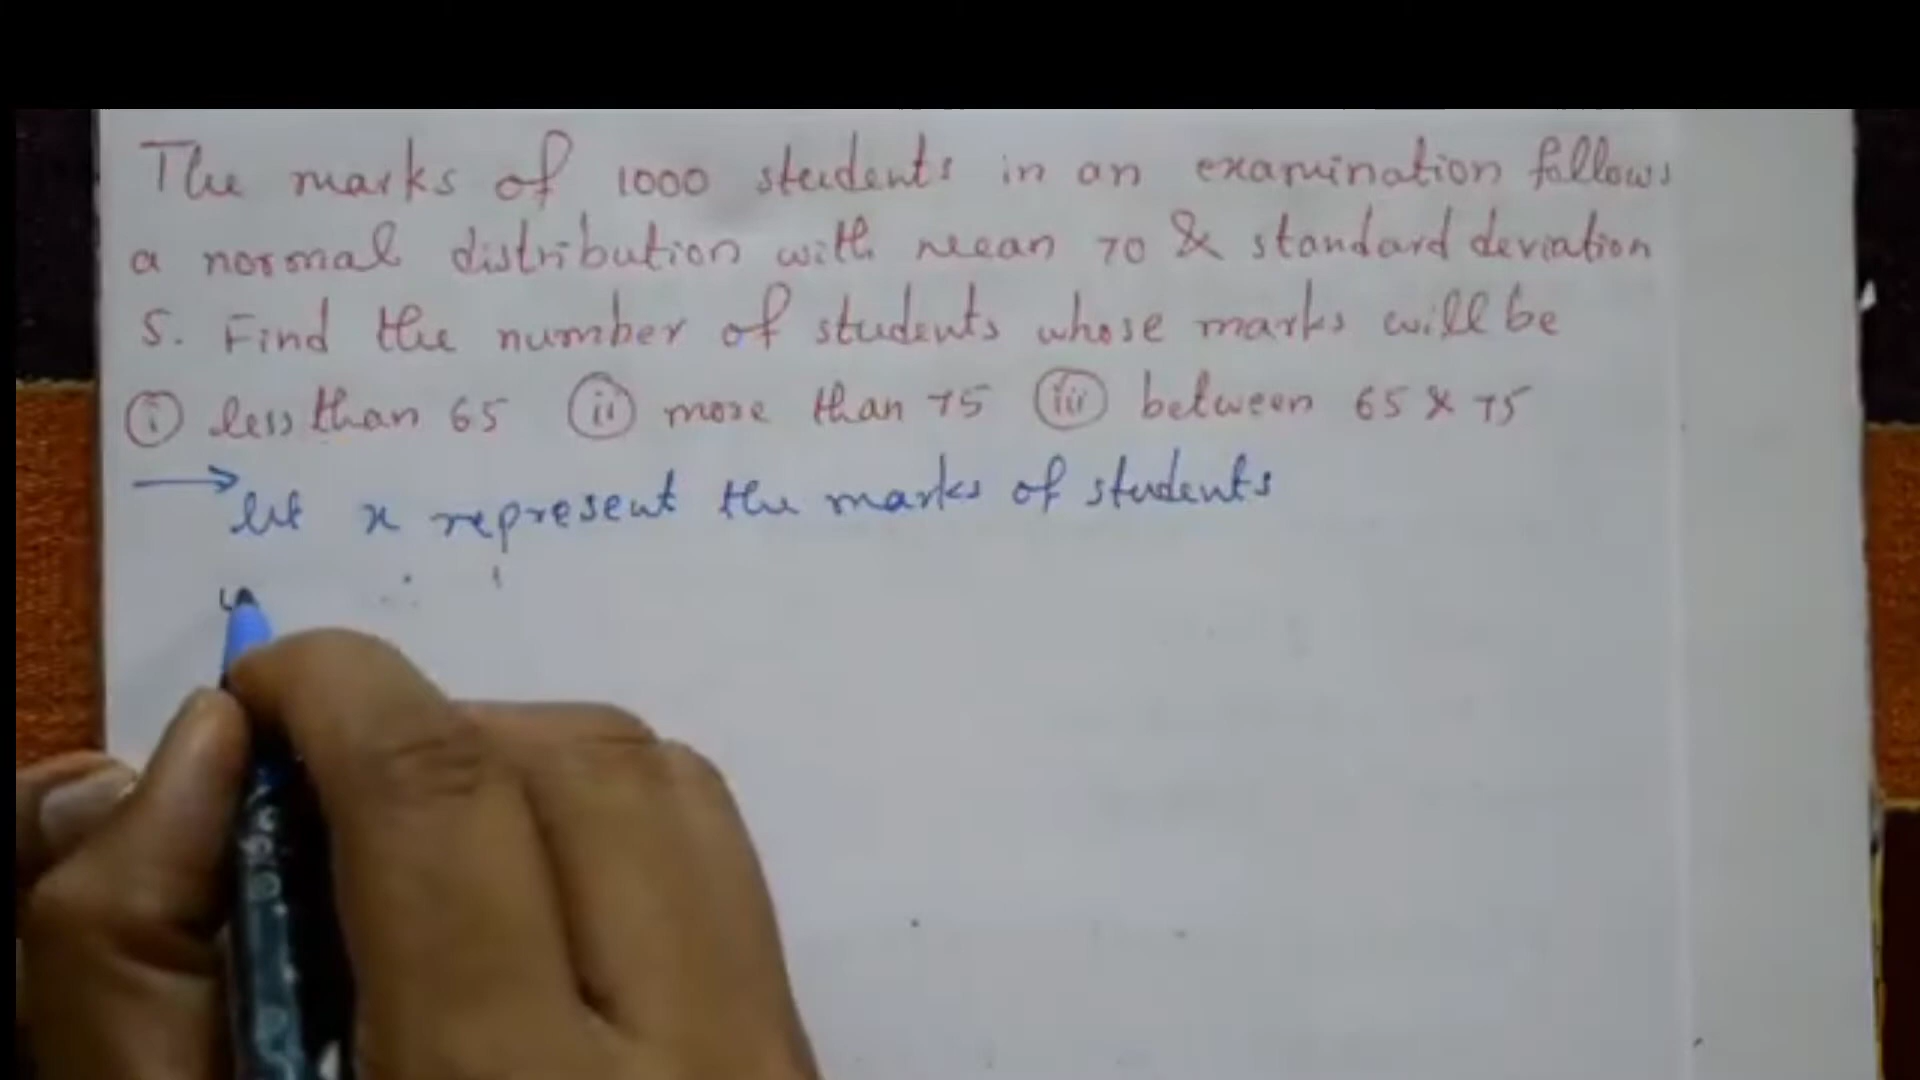 The marks of 1000 students in an examination follows
a normal distribution with mean 70 & standard deviation
5. Find the number of students whose marks will be
(i) less than 65 (ii) more than 75 (iii) between 65 & 75
→ let x represent the marks of students